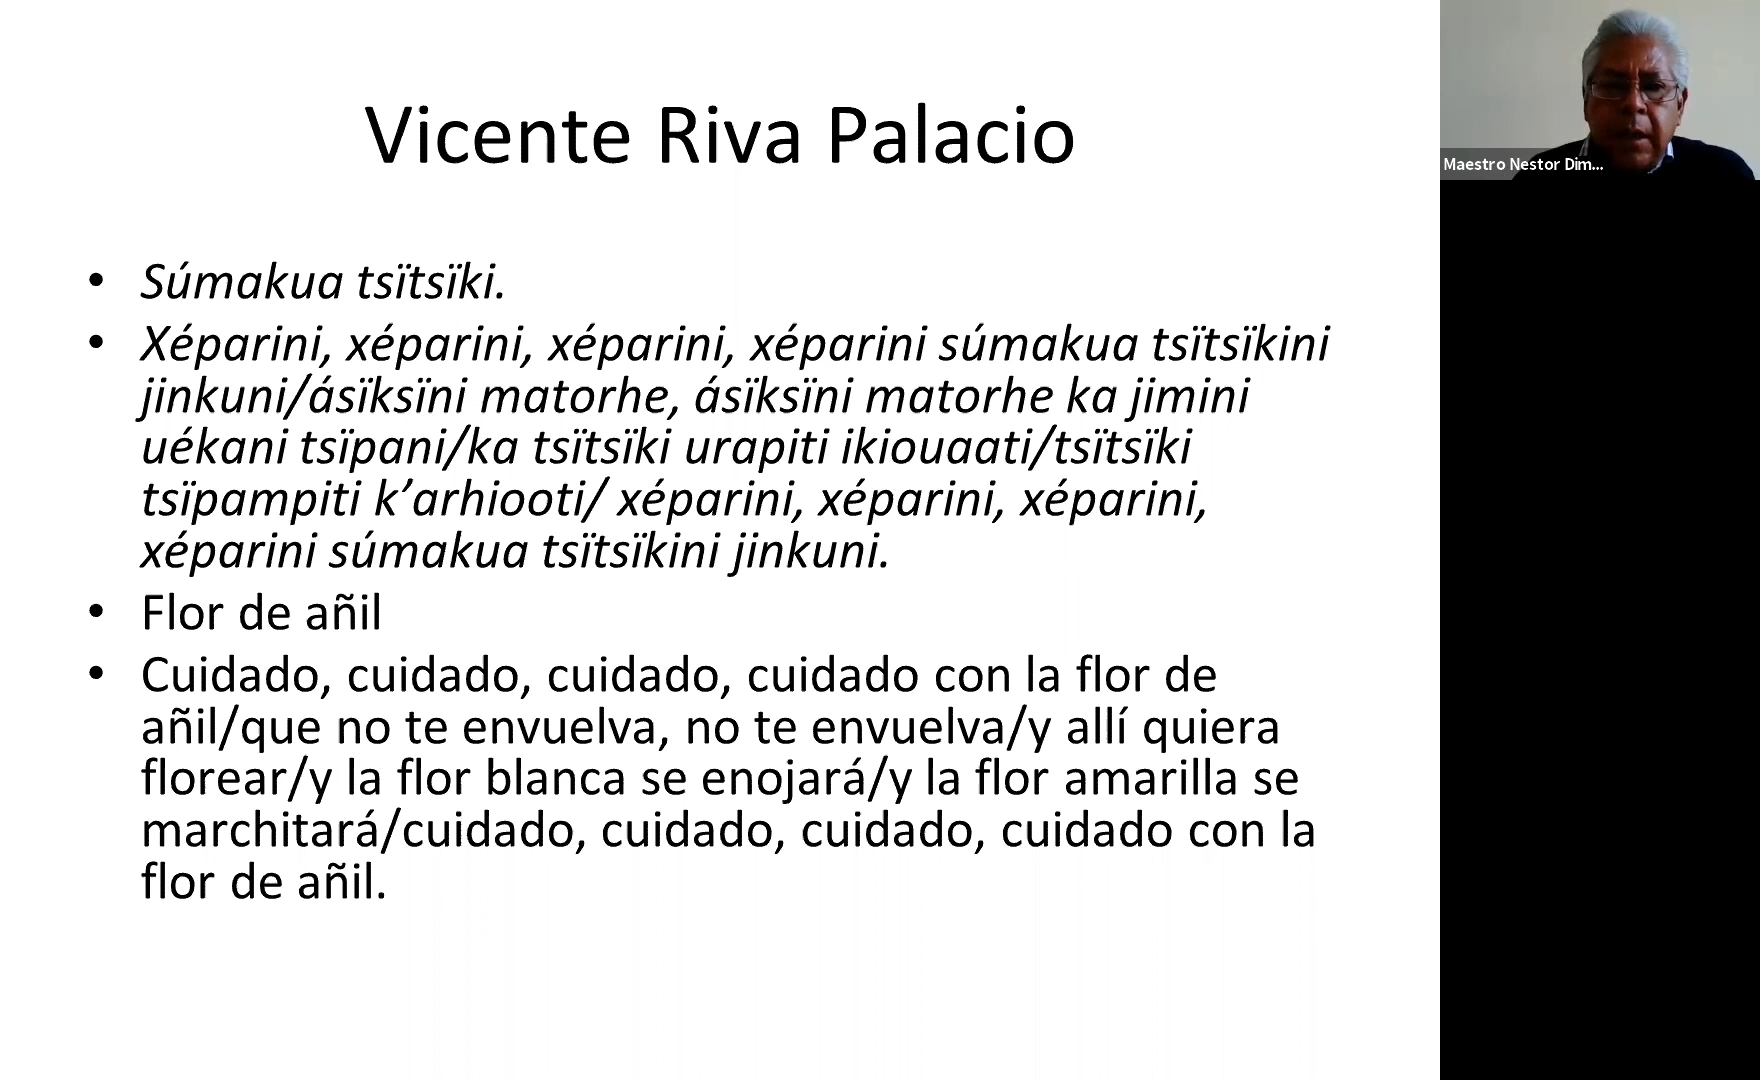 Vicente Riva Palacio
Maestro Nestor Dim...
• Súmakua tsïtsïki.
• Xéparini, xéparini, xéparini, xéparini súmakua tsïtsïkini
jinkuni/ásïksïni matorhe, ásïksïni matorhe ka jimini
uékani tsïpani/ka tsïtsïki urapiti ikiouaati/tsïtsïki
tsïpampiti k’arhiooti/ xéparini, xéparini, xéparini,
xéparini súmakua tsïtsïkini jinkuni.
• Flor de añil
• Cuidado, cuidado, cuidado, cuidado con la flor de
añil/que no te envuelva, no te envuelva/y allí quiera
florear/y la flor blanca se enojará/y la flor amarilla se
marchitará/cuidado, cuidado, cuidado, cuidado con la
flor de añil.